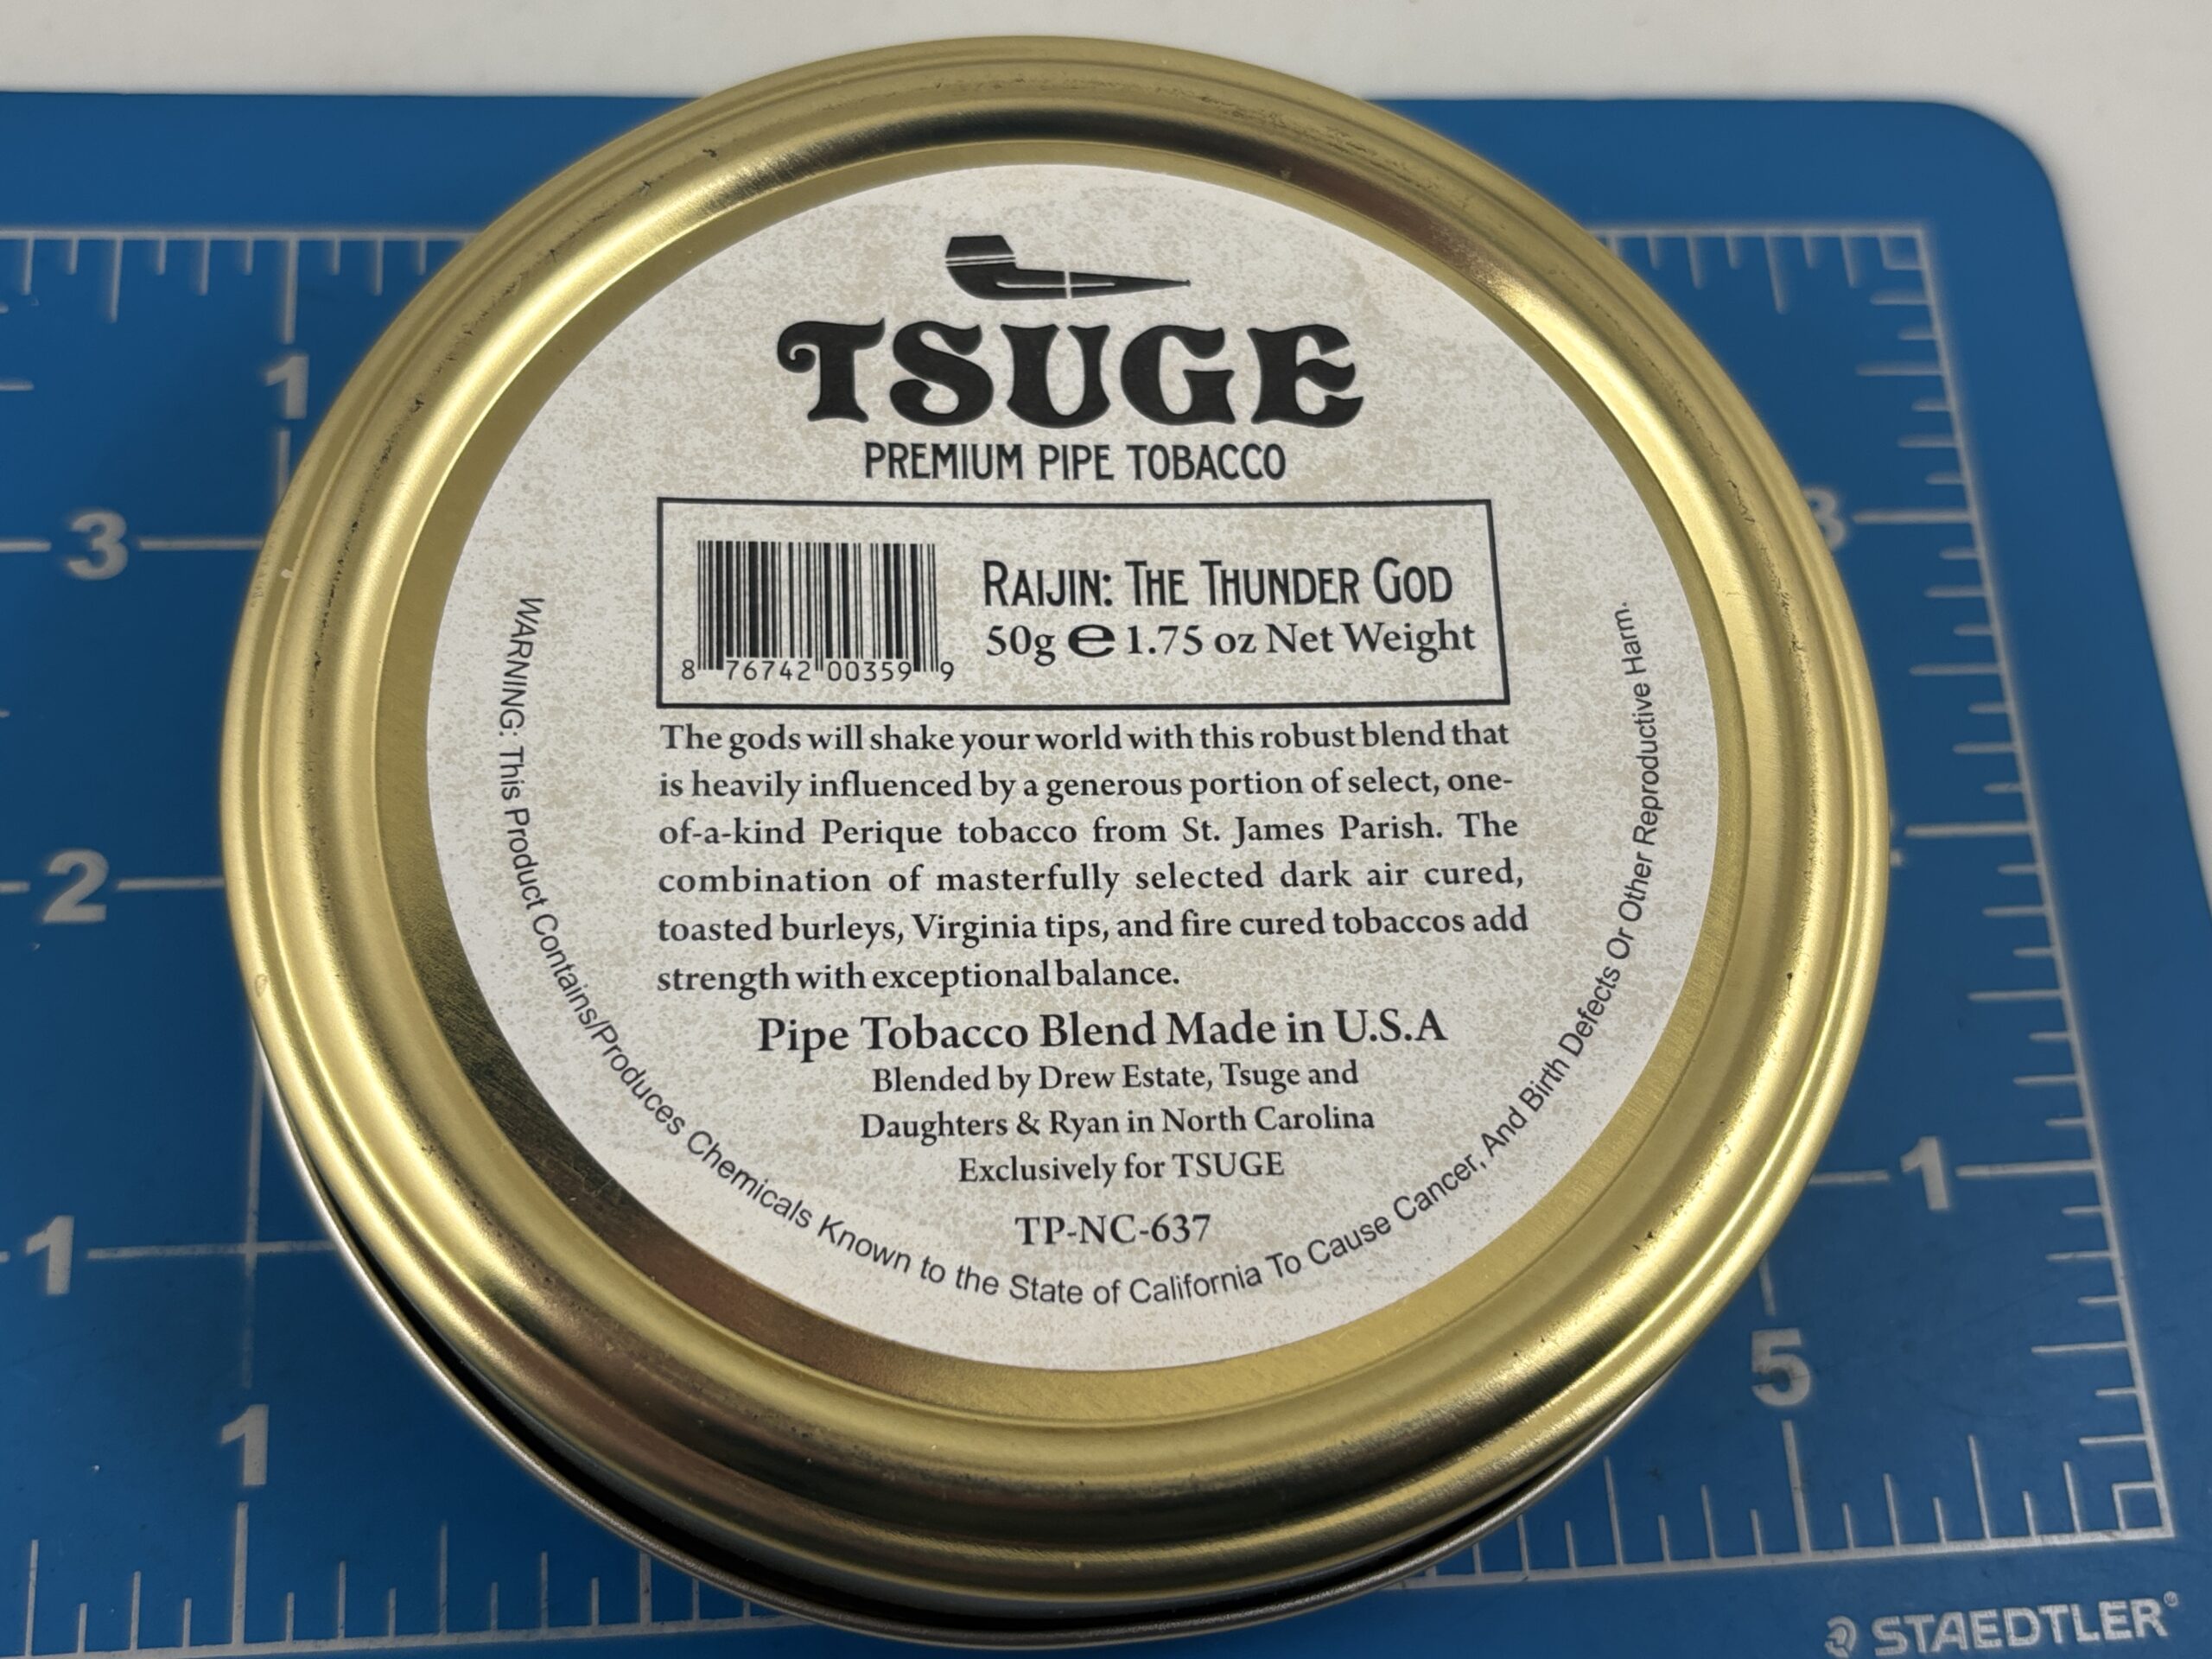 TSUGE
PREMIUM PIPE TOBACCO
RAIJIN: THE THUNDER GOD
50g ℮ 1.75 oz Net Weight
8 76742 00359 9
The gods will shake your world with this robust blend that
is heavily influenced by a generous portion of select, one-
of-a-kind Perique tobacco from St. James Parish. The
combination of masterfully selected dark air cured,
toasted burleys, Virginia tips, and fire cured tobaccos add
strength with exceptional balance.
Pipe Tobacco Blend Made in U.S.A
Blended by Drew Estate, Tsuge and
Daughters & Ryan in North Carolina
Exclusively for TSUGE
TP-NC-637
WARNING: This Product Contains/Produces Chemicals Known to the State of California To Cause Cancer, And Birth Defects Or Other Reproductive Harm.
1
3
3
2
1
1
1
5
STAEDTLER®